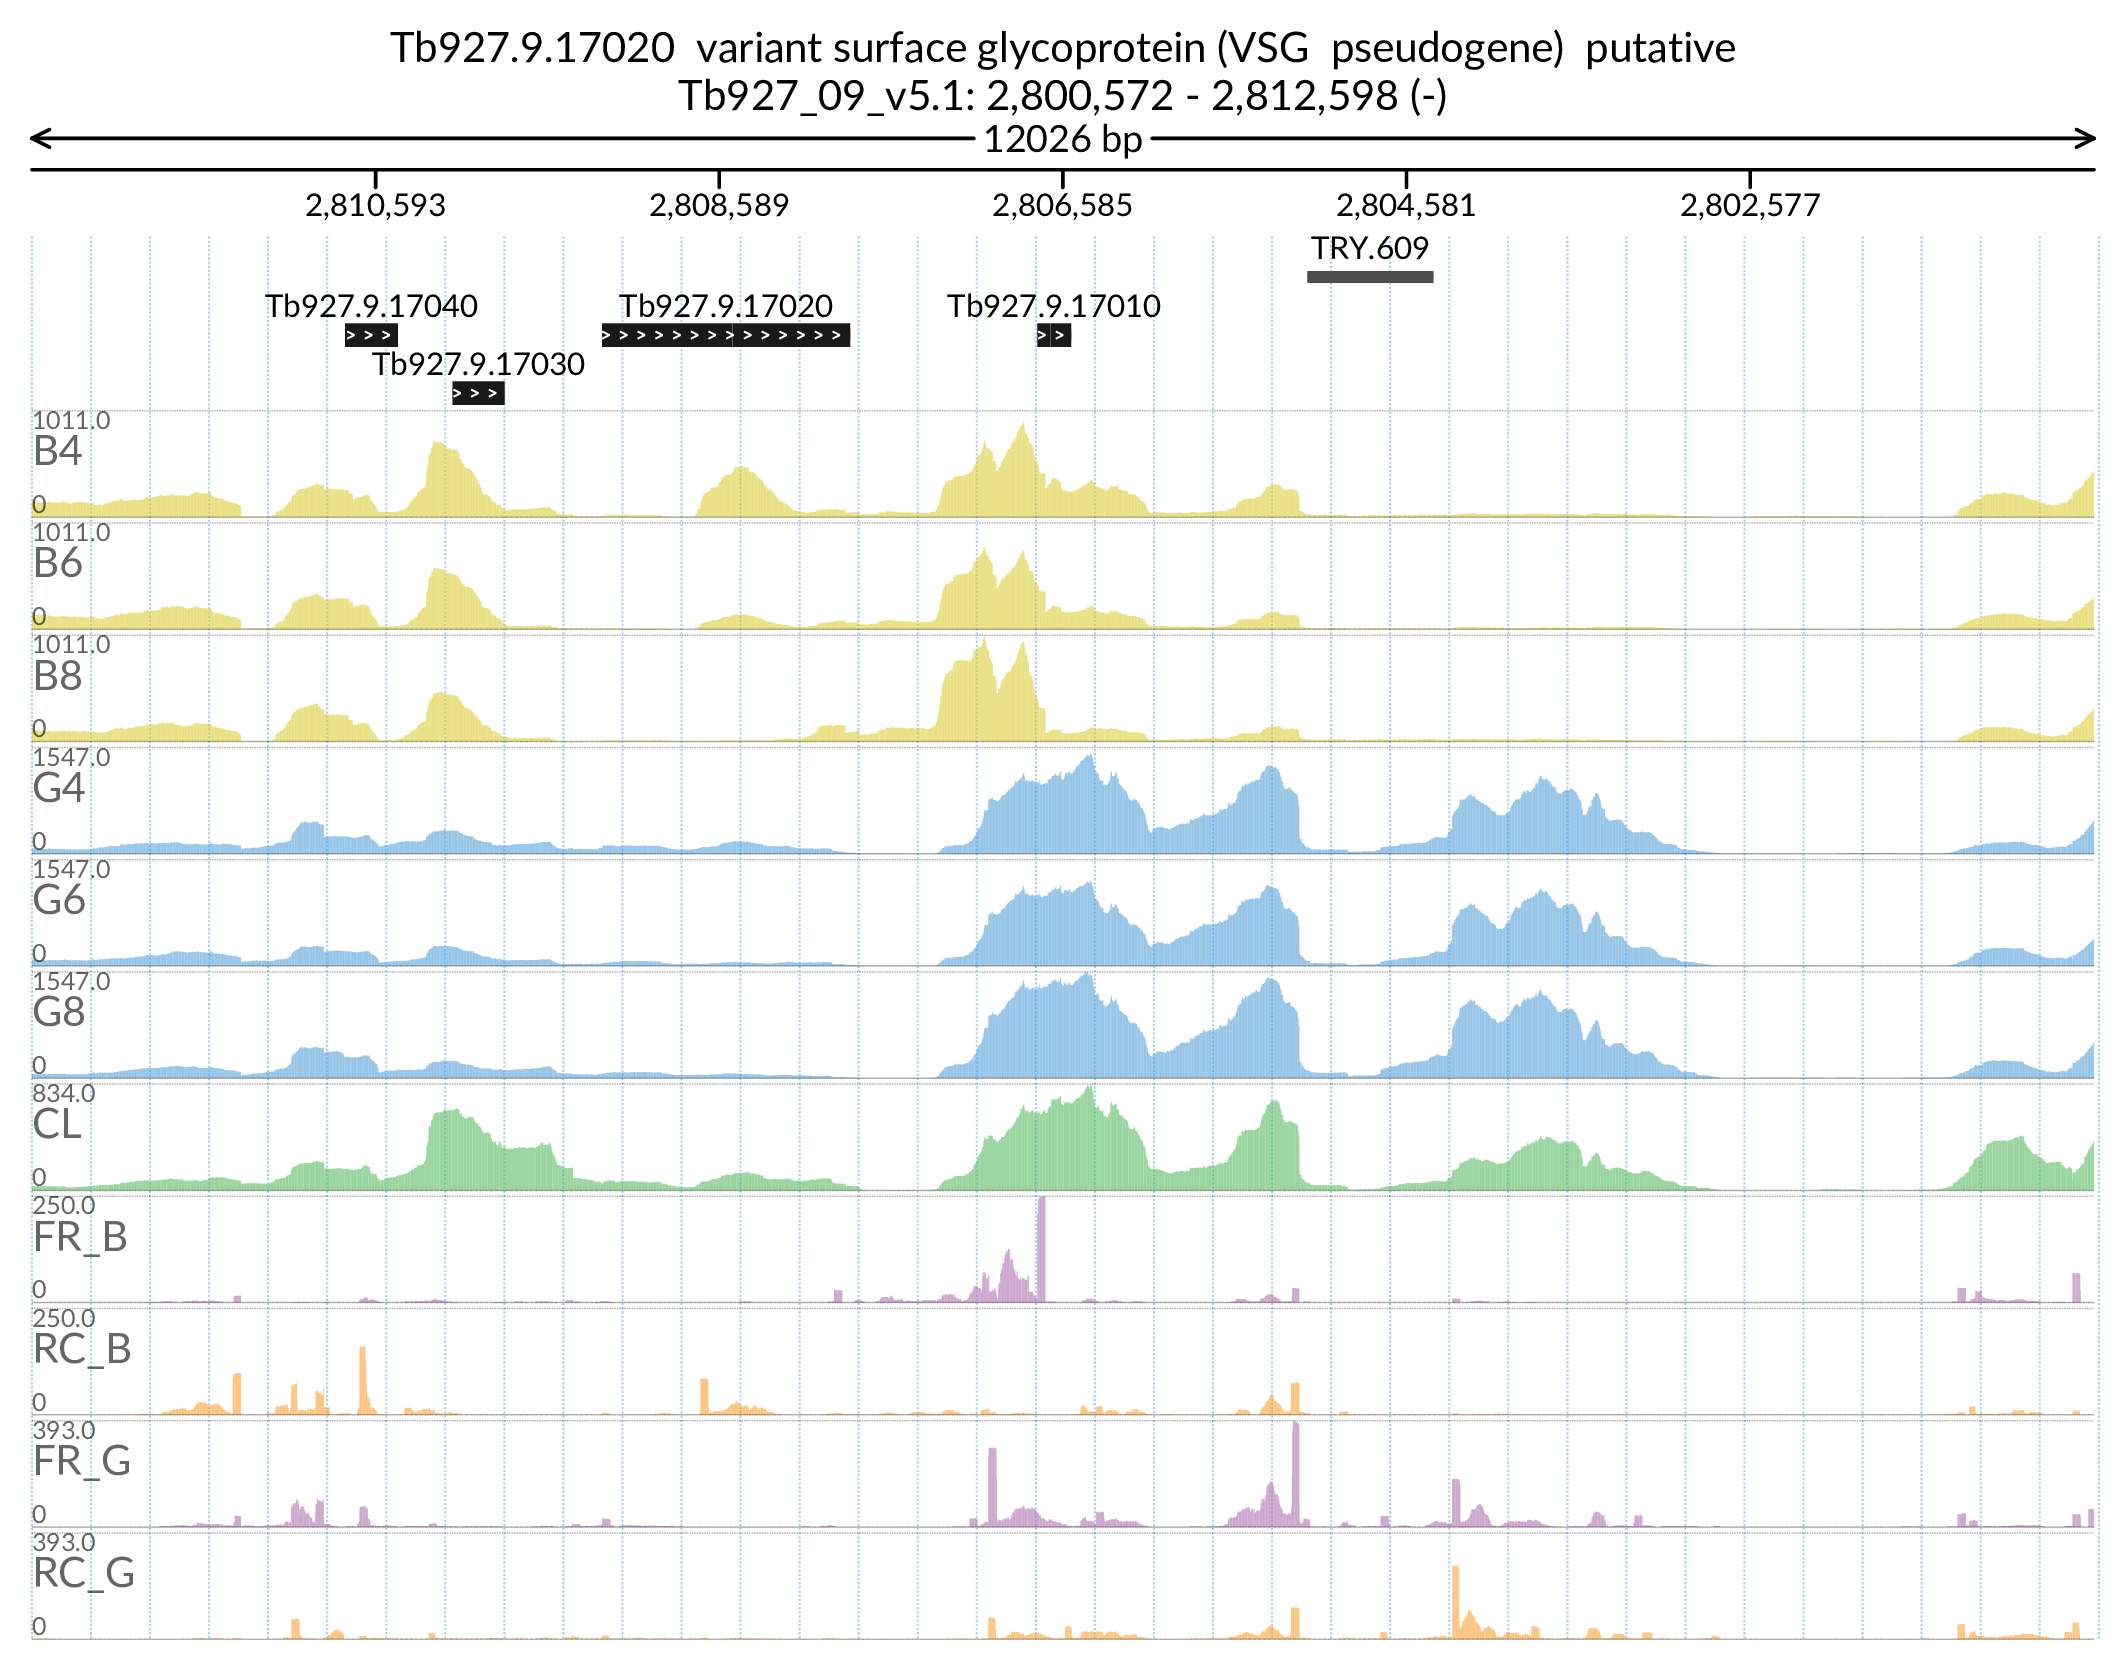 Tb927.9.17020  variant surface glycoprotein (VSG  pseudogene)  putative
Tb927_09_v5.1: 2,800,572 - 2,812,598 (-)
12026 bp
2,810,593 2,808,589 2,806,585 2,804,581 2,802,577
TRY.609
Tb927.9.17040 Tb927.9.17020 Tb927.9.17010
Tb927.9.17030
1011.0
B4
0
1011.0
B6
0
1011.0
B8
0
1547.0
G4
0
1547.0
G6
0
1547.0
G8
0
834.0
CL
0
250.0
FR_B
0
250.0
RC_B
0
393.0
FR_G
0
393.0
RC_G
0